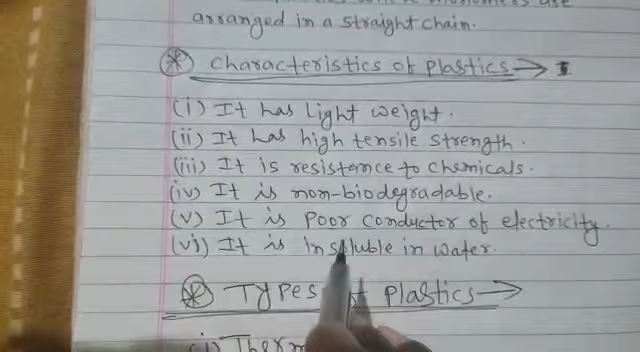 arranged in a straight chain.
Characteristics of Plastics →
(i) It has Light weight.
(ii) It has high tensile strength.
(iii) It is resistance to chemicals.
(iv) It is non-biodegradable.
(v) It is Poor conductor of electricity.
(vi) It is insoluble in water.
Types Plastics →
(i)